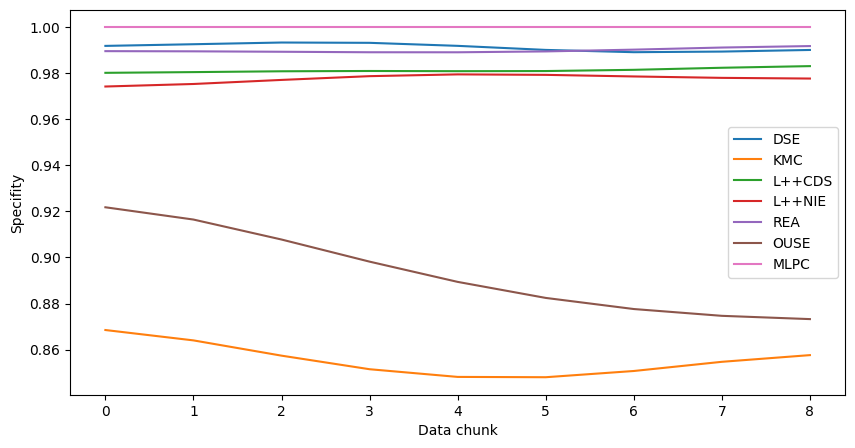 1.00
0.98
0.96
0.94
0.92
0.90
0.88
0.86
Specifity
0 1 2 3 4 5 6 7 8
Data chunk
DSE
KMC
L++CDS
L++NIE
REA
OUSE
MLPC